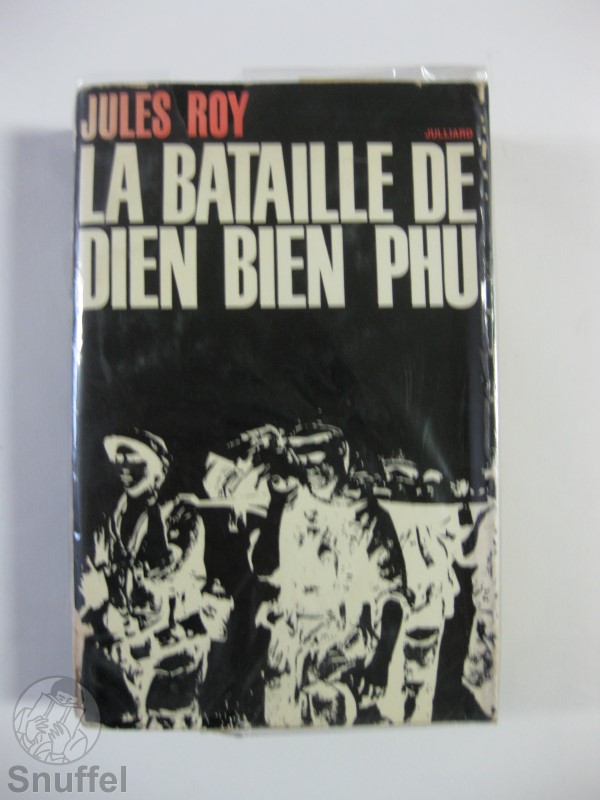 JULES ROY
JULLIARD
LA BATAILLE DE
DIEN BIEN PHU
Snuffel